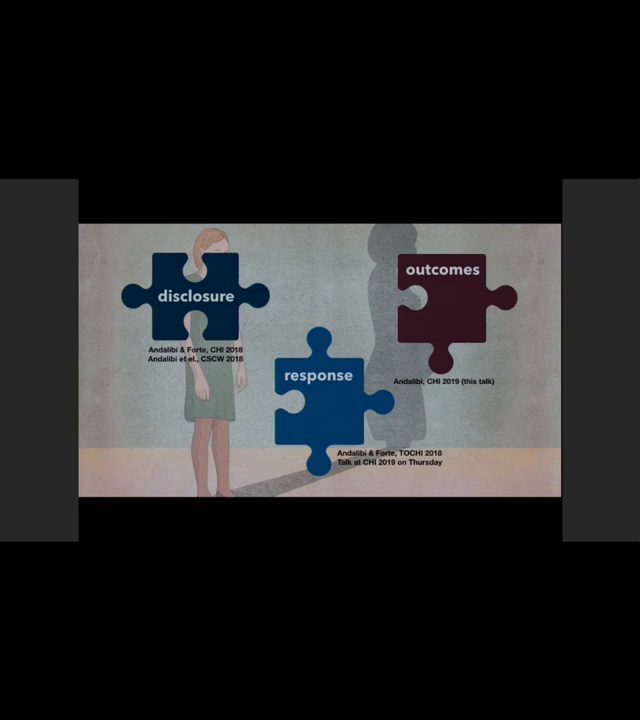 disclosure
Andalibi & Forte, CHI 2018
Andalibi et el., CSCW 2018
response
Andalibi & Forte, TOCHI 2018
Talk at CHI 2019 on Thursday
outcomes
Andalibi, CHI 2019 (this talk)